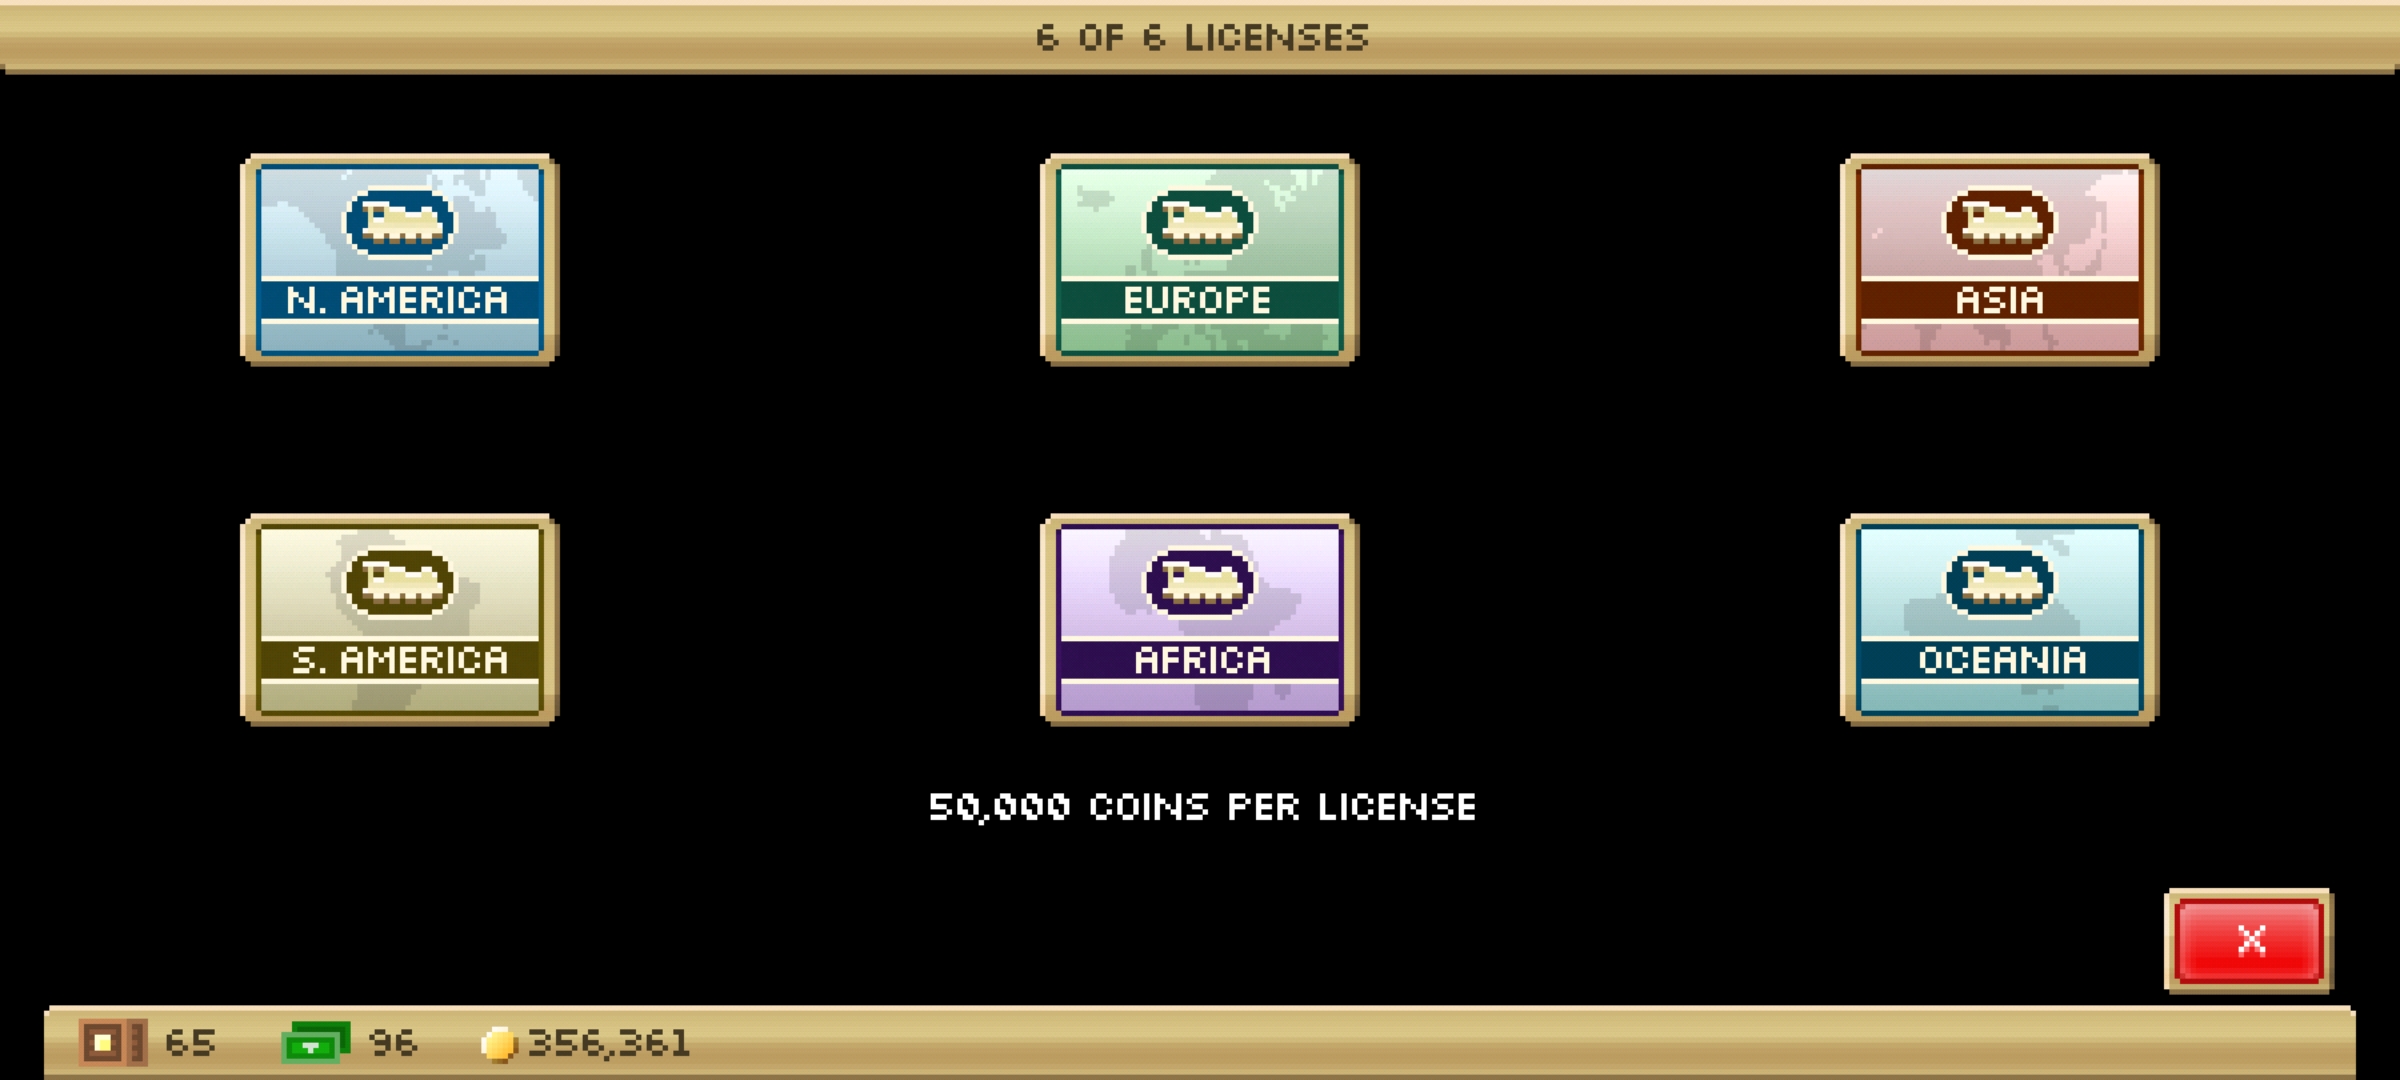 6 OF 6 LICENSES
N. AMERICA
EUROPE
ASIA
S. AMERICA
AFRICA
OCEANIA
50,000 COINS PER LICENSE
X
65 96 356,361